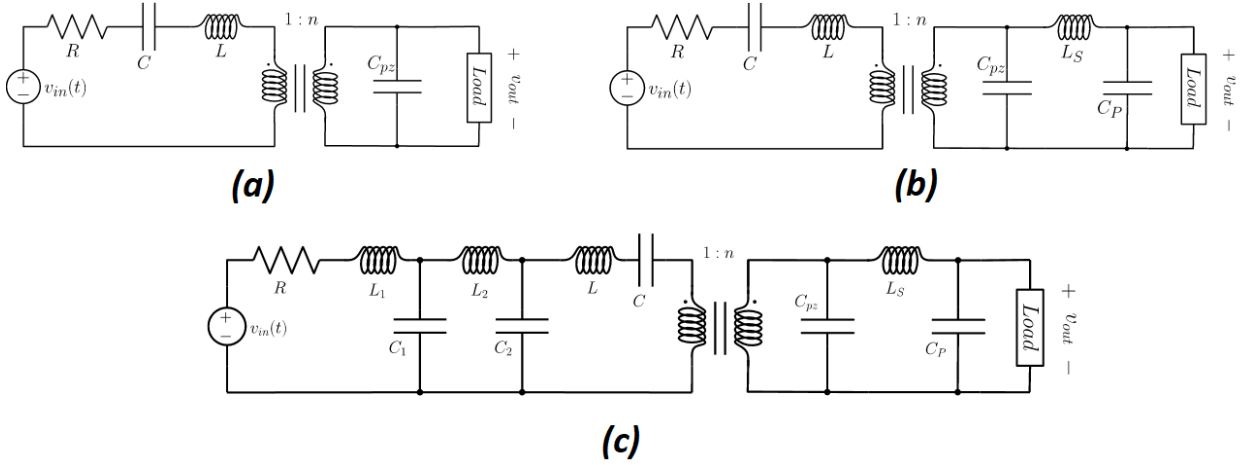 1 : n
R
C
L
+
−
v_in(t)
C_pz
Load
+ v_out −
(a)
1 : n
R
C
L
L_S
+
−
v_in(t)
C_pz
C_P
Load
+ v_out −
(b)
1 : n
R
L_1
L_2
L
C
L_S
+
−
v_in(t)
C_1
C_2
C_pz
C_P
Load
+ v_out −
(c)